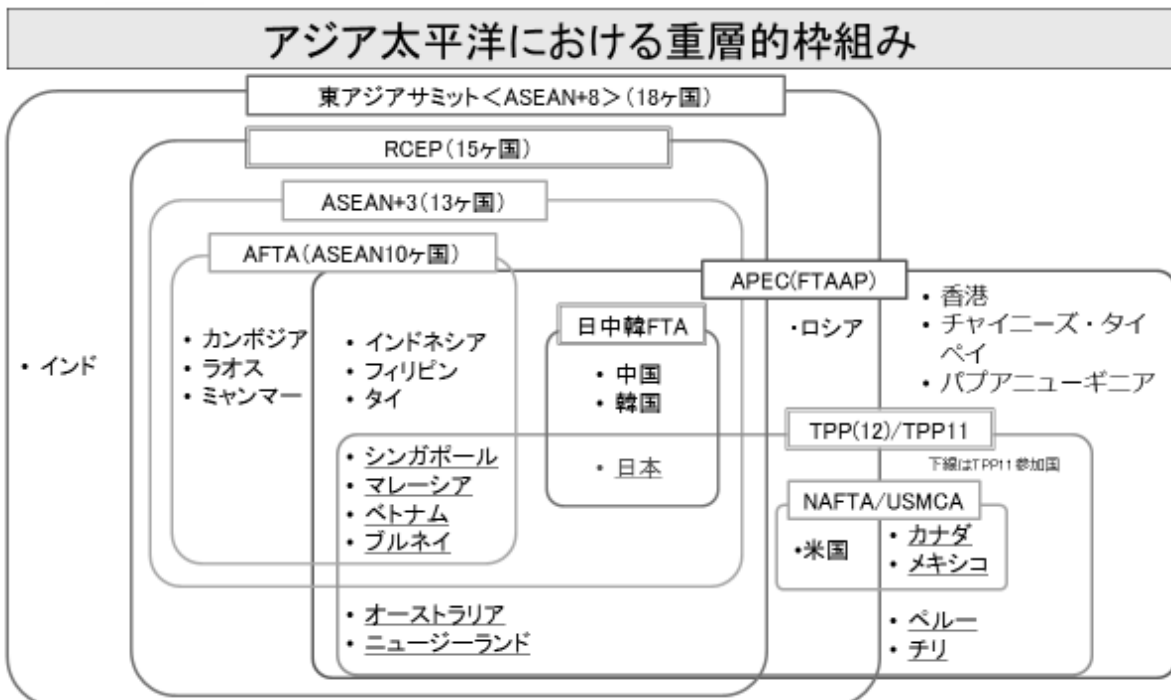 アジア太平洋における重層的枠組み
東アジアサミット<ASEAN+8>(18ヶ国)
RCEP(15ヶ国)
ASEAN+3(13ヶ国)
AFTA(ASEAN10ヶ国)
APEC(FTAAP)
・インド
• カンボジア
• ラオス
• ミャンマー
• インドネシア
• フィリピン
• タイ
• シンガポール
• マレーシア
• ベトナム
• ブルネイ
日中韓FTA
• 中国
• 韓国
• 日本
・ロシア
• 香港
• チャイニーズ・タイ
ペイ
• パプアニューギニア
TPP(12)/TPP11
下線はTPP11参加国
NAFTA/USMCA
・米国
• カナダ
• メキシコ
• オーストラリア
• ニュージーランド
• ペルー
• チリ